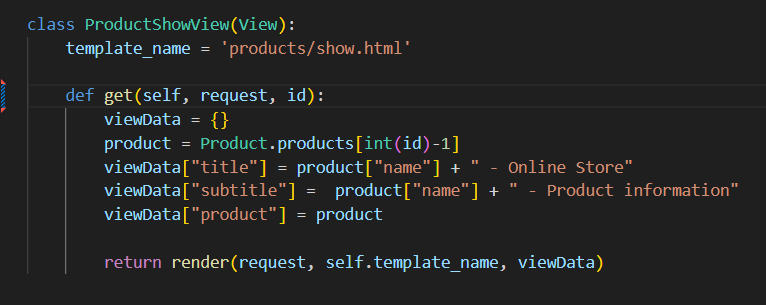 class ProductShowView(View):
    template_name = 'products/show.html'

    def get(self, request, id):
        viewData = {}
        product = Product.products[int(id)-1]
        viewData["title"] = product["name"] + " - Online Store"
        viewData["subtitle"] =  product["name"] + " - Product information"
        viewData["product"] = product

        return render(request, self.template_name, viewData)